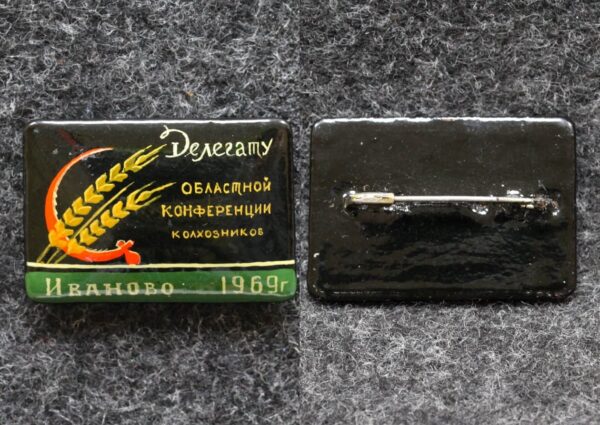 Делегату
областной
конференции
колхозников
Иваново 1969г